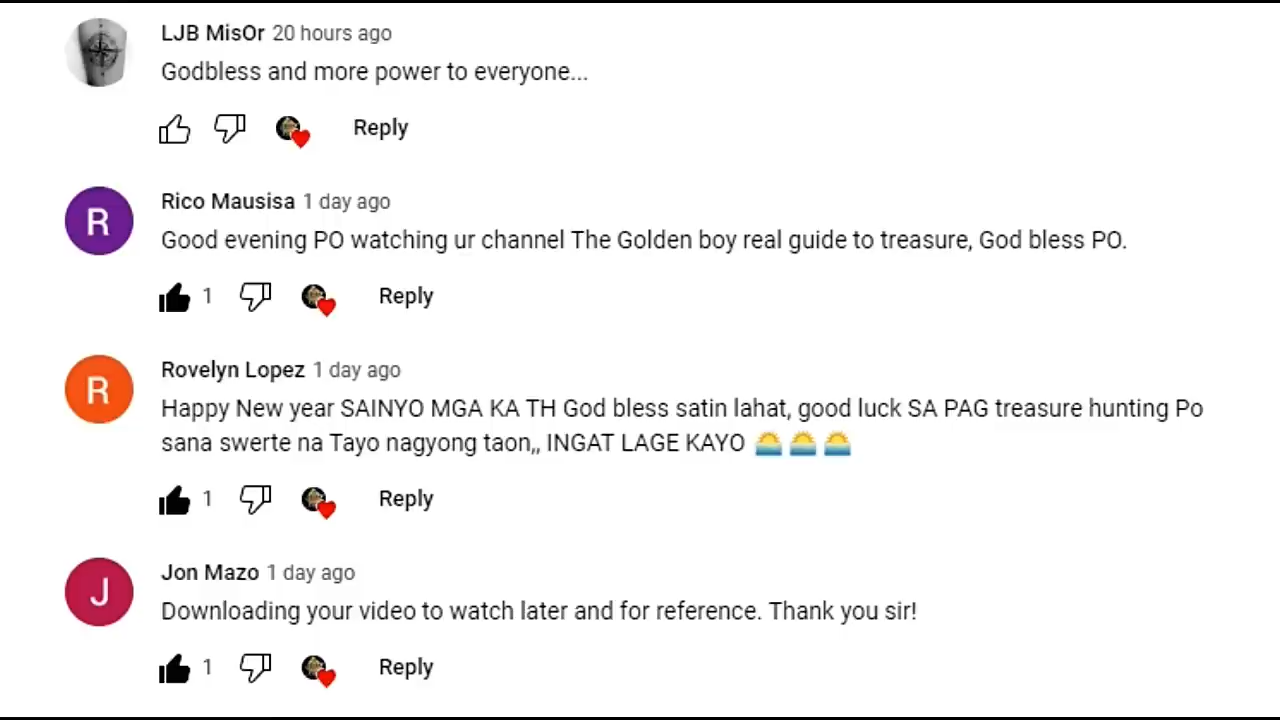 LJB MisOr 20 hours ago
Godbless and more power to everyone...
Reply
R
Rico Mausisa 1 day ago
Good evening PO watching ur channel The Golden boy real guide to treasure, God bless PO.
1 Reply
R
Rovelyn Lopez 1 day ago
Happy New year SAINYO MGA KA TH God bless satin lahat, good luck SA PAG treasure hunting Po
sana swerte na Tayo nagyong taon,, INGAT LAGE KAYO 🌅 🌅 🌅
1 Reply
J
Jon Mazo 1 day ago
Downloading your video to watch later and for reference. Thank you sir!
1 Reply